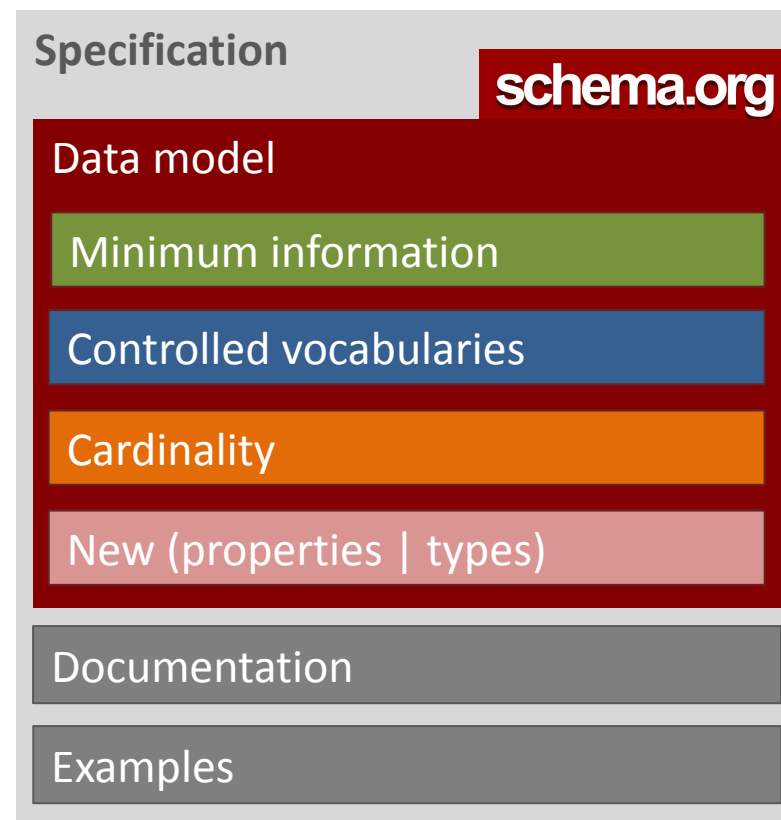 Specification
schema.org
Data model
Minimum information
Controlled vocabularies
Cardinality
New (properties | types)
Documentation
Examples